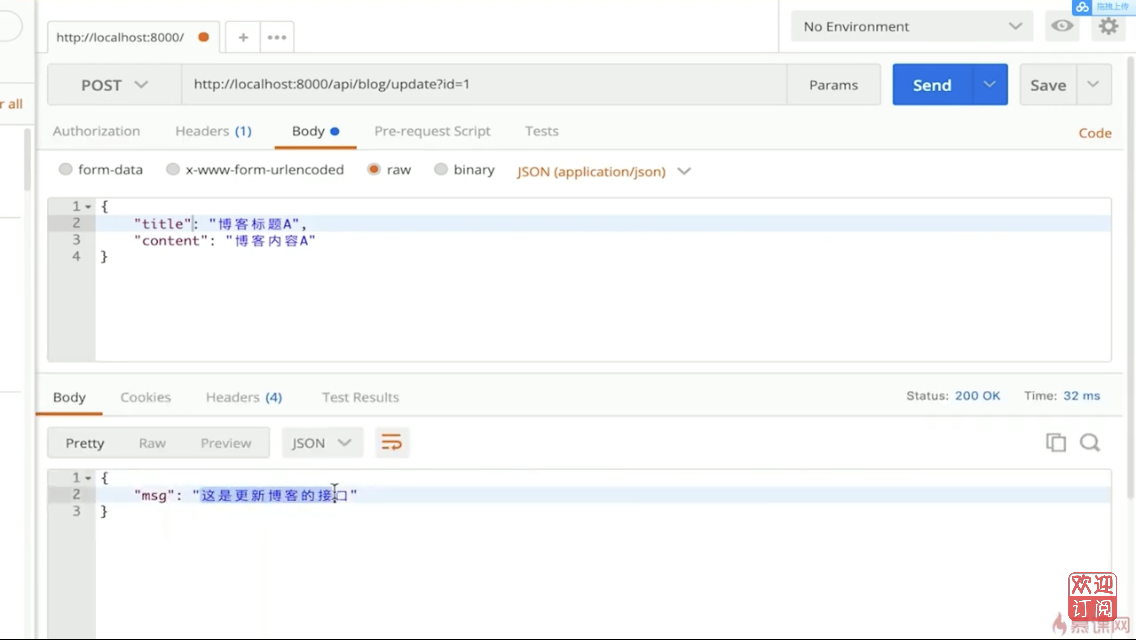 拖拽上传
http://localhost:8000/
No Environment
POST
http://localhost:8000/api/blog/update?id=1
Params
Send
Save
r all
Authorization
Headers (1)
Body
Pre-request Script
Tests
Code
form-data
x-www-form-urlencoded
raw
binary
JSON (application/json)
1 {
2 "title": "博客标题A",
3 "content": "博客内容A"
4 }
Body
Cookies
Headers (4)
Test Results
Status: 200 OK
Time: 32 ms
Pretty
Raw
Preview
JSON
1 {
2 "msg": "这是更新博客的接口"
3 }
欢迎
订阅
慕课网